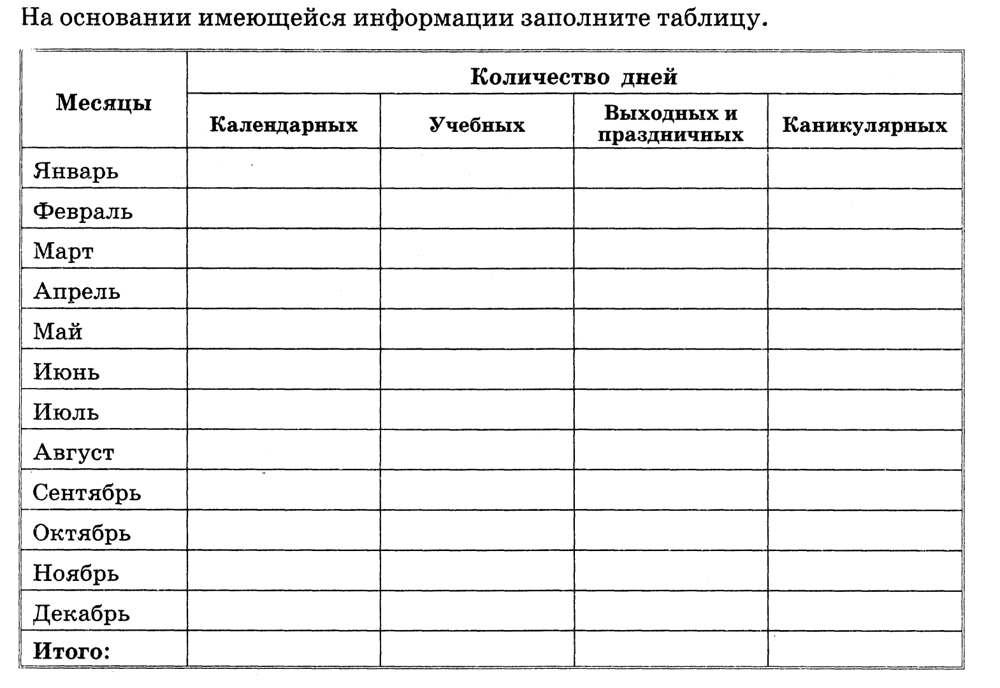 На основании имеющейся информации заполните таблицу.
Месяцы
Количество дней
Календарных
Учебных
Выходных и
праздничных
Каникулярных
Январь
Февраль
Март
Апрель
Май
Июнь
Июль
Август
Сентябрь
Октябрь
Ноябрь
Декабрь
Итого: